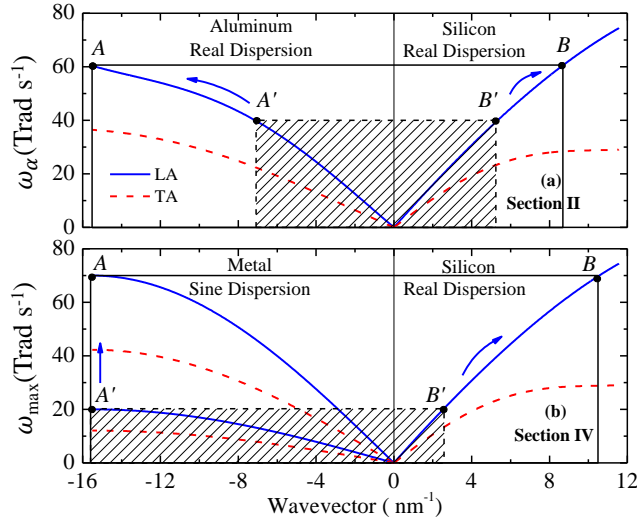 Aluminum Real Dispersion
Silicon Real Dispersion
A
B
A′
B′
80
60
40
20
0
ω_α(Trad s⁻¹)
LA
TA
(a)
Section II
Metal Sine Dispersion
Silicon Real Dispersion
A
B
A′
B′
80
60
40
20
0
ω_max(Trad s⁻¹)
(b)
Section IV
-16 -12 -8 -4 0 4 8 12
Wavevector ( nm⁻¹)